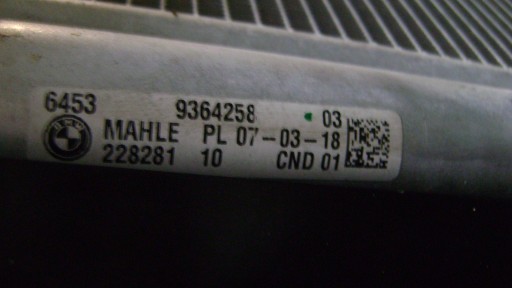 6453 9364258 03
MAHLE PL 07-03-18
228281 10 CND 01